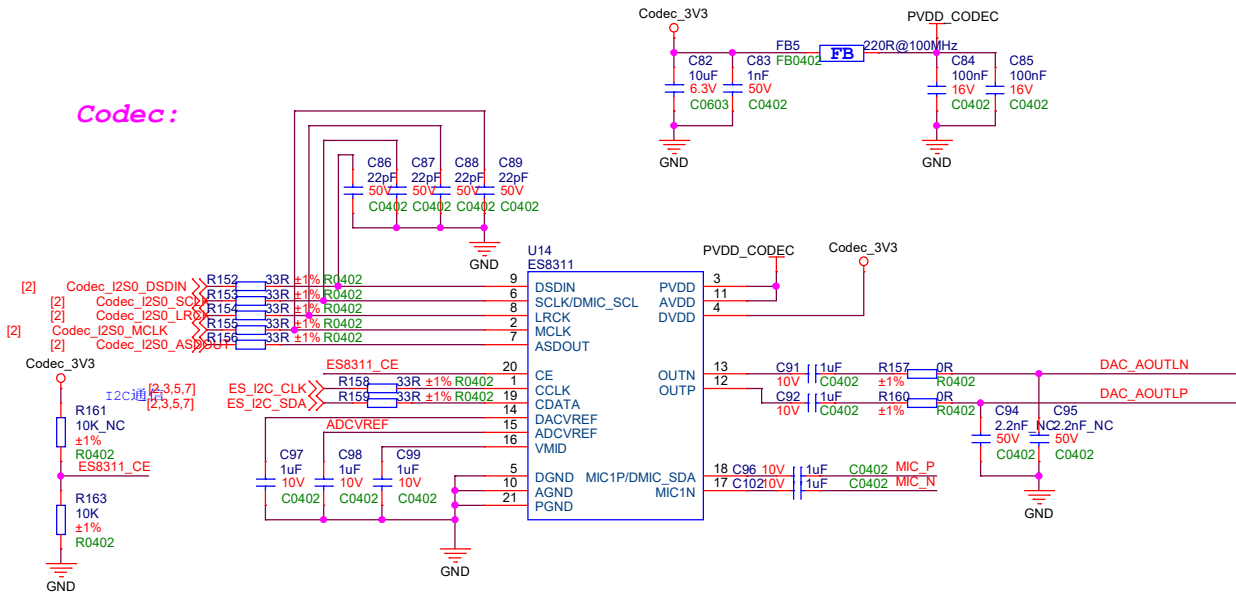 Codec:
Codec_3V3
PVDD_CODEC
FB5
FB
220R@100MHz
FB0402
C82
10uF
6.3V
C0603
C83
1nF
50V
C0402
C84
100nF
16V
C0402
C85
100nF
16V
C0402
GND
GND
C86
22pF
50V
C0402
C87
22pF
50V
C0402
C88
22pF
50V
C0402
C89
22pF
50V
C0402
GND
U14
ES8311
PVDD_CODEC
Codec_3V3
[2] Codec_I2S0_DSDIN R152 33R ±1% R0402 9 DSDIN
[2] Codec_I2S0_SCLK R153 33R ±1% R0402 6 SCLK/DMIC_SCL
[2] Codec_I2S0_LRCK R154 33R ±1% R0402 8 LRCK
[2] Codec_I2S0_MCLK R155 33R ±1% R0402 2 MCLK
[2] Codec_I2S0_ASDOUT R156 33R ±1% R0402 7 ASDOUT
PVDD 3
AVDD 11
DVDD 4
ES8311_CE 20 CE
I2C通信
[2,3,5,7] ES_I2C_CLK R158 33R ±1% R0402 1 CCLK
[2,3,5,7] ES_I2C_SDA R159 33R ±1% R0402 19 CDATA
14 DACVREF
ADCVREF 15 ADCVREF
16 VMID
5 DGND
10 AGND
21 PGND
OUTN 13 C91 1uF 10V C0402 R157 0R ±1% R0402 DAC_AOUTLN
OUTP 12 C92 1uF 10V C0402 R160 0R ±1% R0402 DAC_AOUTLP
C94
2.2nF_NC
50V
C0402
C95
2.2nF_NC
50V
C0402
GND
MIC1P/DMIC_SDA 18 C96 10V 1uF C0402 MIC_P
MIC1N 17 C102 10V 1uF C0402 MIC_N
C97
1uF
10V
C0402
C98
1uF
10V
C0402
C99
1uF
10V
C0402
GND
Codec_3V3
R161
10K_NC
±1%
R0402
ES8311_CE
R163
10K
±1%
R0402
GND